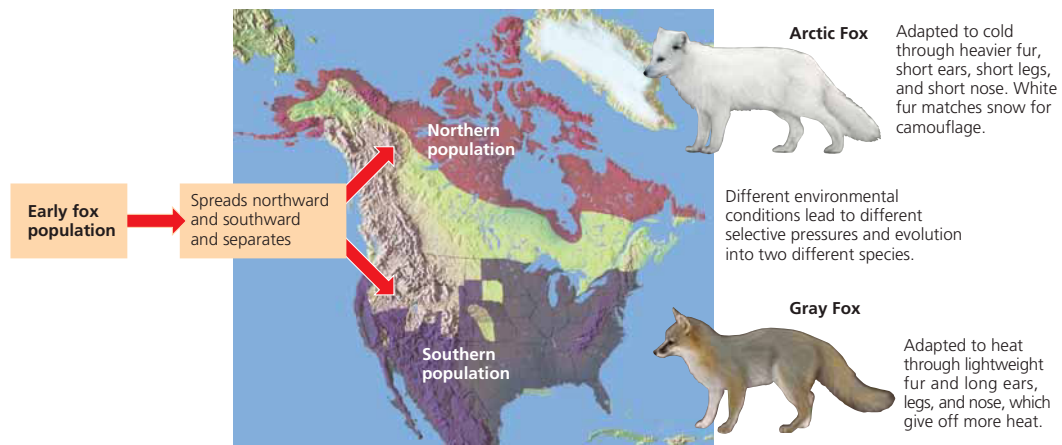 Early fox
population
Spreads northward
and southward
and separates
Northern
population
Southern
population
Arctic Fox
Adapted to cold
through heavier fur,
short ears, short legs,
and short nose. White
fur matches snow for
camouflage.
Different environmental
conditions lead to different
selective pressures and evolution
into two different species.
Gray Fox
Adapted to heat
through lightweight
fur and long ears,
legs, and nose, which
give off more heat.